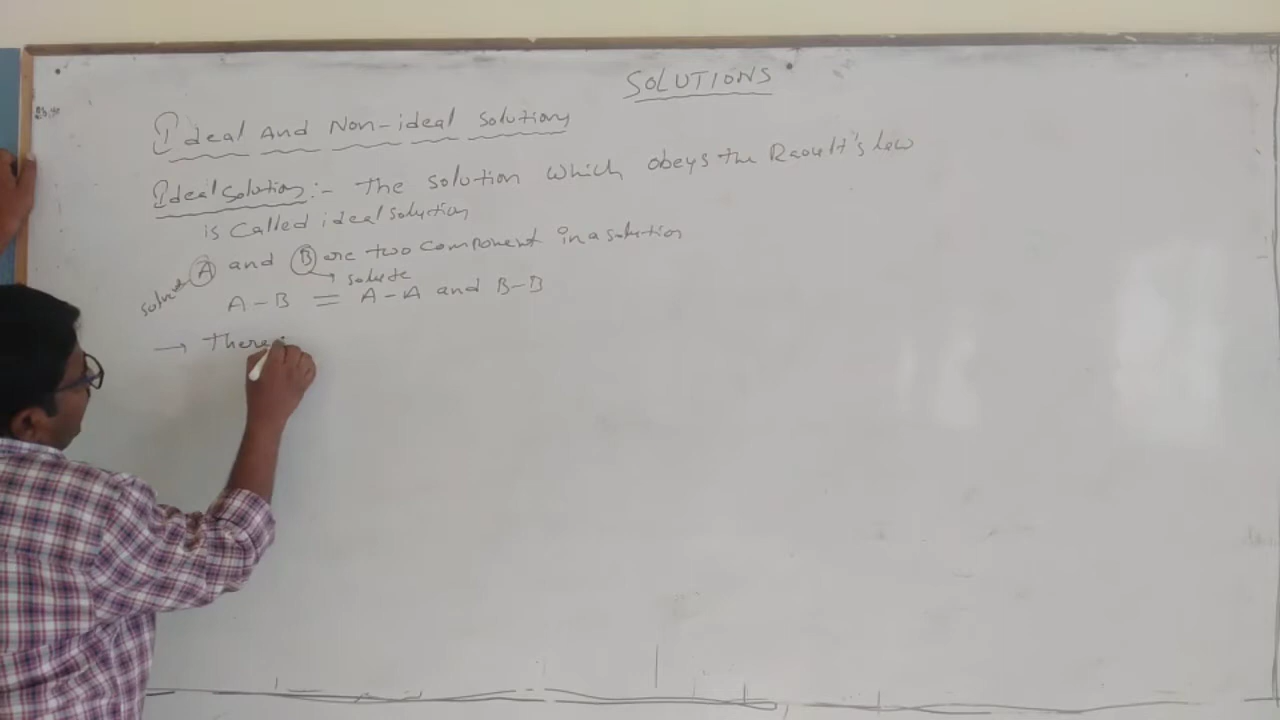 SOLUTIONS
Ideal And Non-ideal Solutions
Ideal solution :- The solution which obeys the Raoult's law
is called ideal solution
A and B are two component in a solution
solvent
solute
A-B = A-A and B-B
→ There